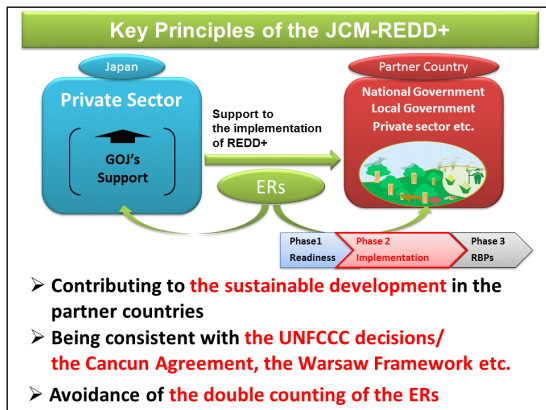 Key Principles of the JCM-REDD+
Japan
Partner Country
Private Sector
GOJ's
Support
Support to
the implementation
of REDD+
ERs
National Government
Local Government
Private sector etc.
Phase1
Readiness
Phase 2
Implementation
Phase 3
RBPs
➤ Contributing to the sustainable development in the
partner countries
➤ Being consistent with the UNFCCC decisions/
the Cancun Agreement, the Warsaw Framework etc.
➤ Avoidance of the double counting of the ERs